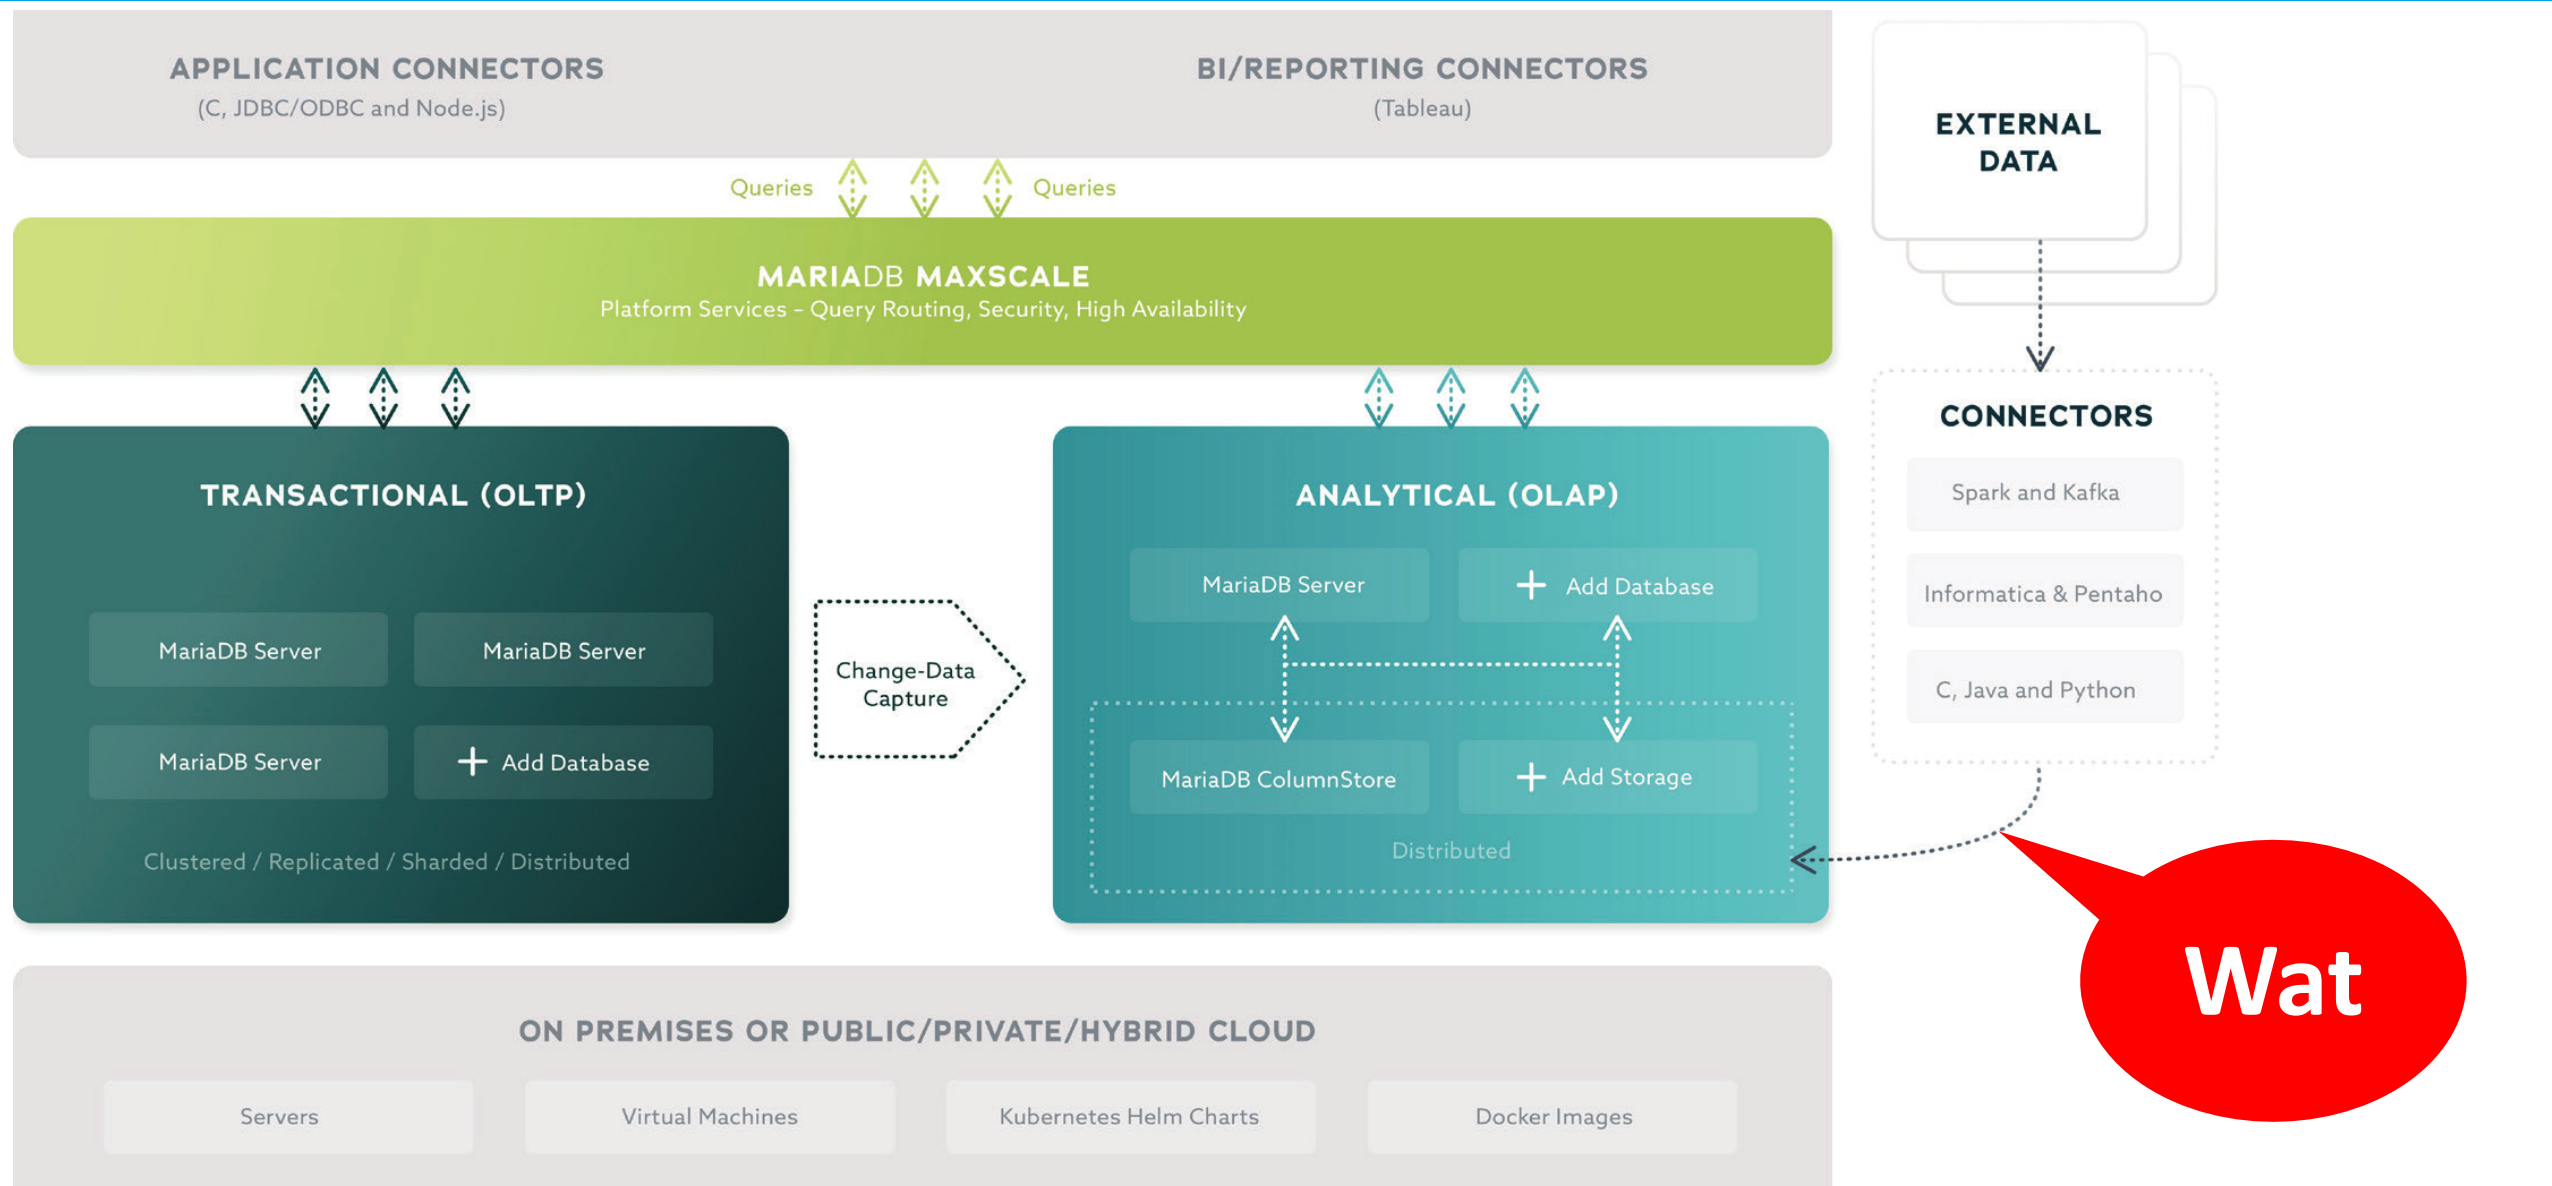 APPLICATION CONNECTORS
(C, JDBC/ODBC and Node.js)
BI/REPORTING CONNECTORS
(Tableau)
Queries
Queries
MARIADB MAXSCALE
Platform Services – Query Routing, Security, High Availability
TRANSACTIONAL (OLTP)
MariaDB Server
MariaDB Server
MariaDB Server
+ Add Database
Clustered / Replicated / Sharded / Distributed
Change-Data
Capture
ANALYTICAL (OLAP)
MariaDB Server
+ Add Database
MariaDB ColumnStore
+ Add Storage
Distributed
EXTERNAL
DATA
CONNECTORS
Spark and Kafka
Informatica & Pentaho
C, Java and Python
Wat
ON PREMISES OR PUBLIC/PRIVATE/HYBRID CLOUD
Servers
Virtual Machines
Kubernetes Helm Charts
Docker Images